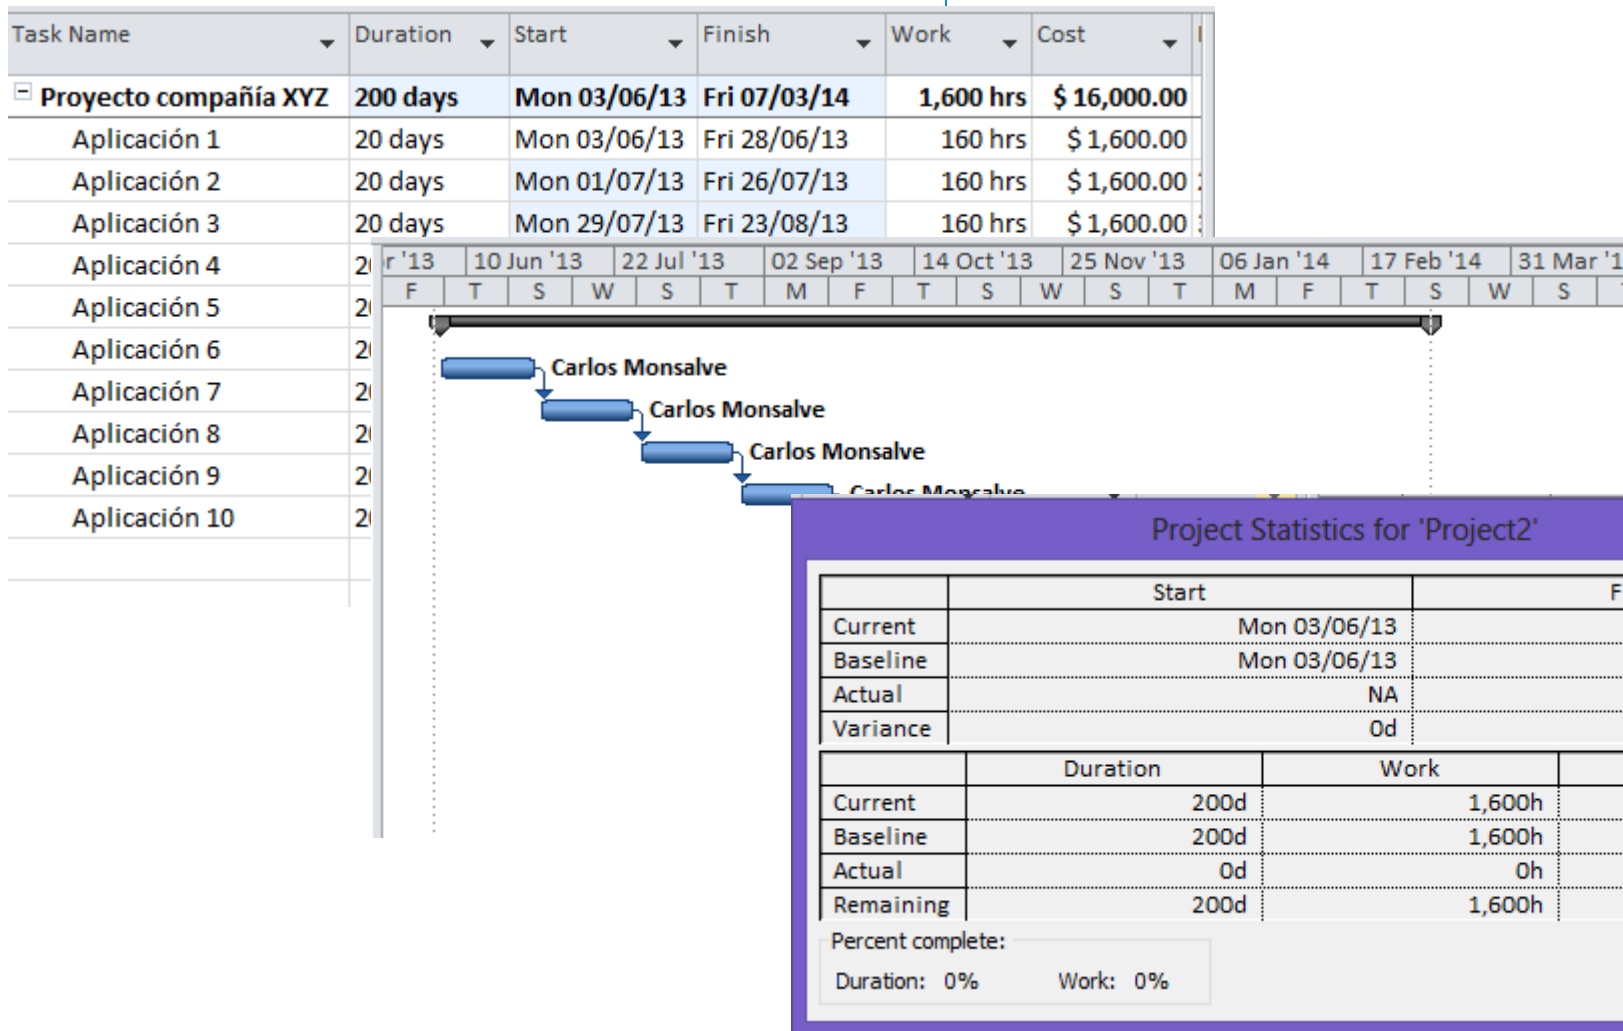 Task Name Duration Start Finish Work Cost
Proyecto compañía XYZ 200 days Mon 03/06/13 Fri 07/03/14 1,600 hrs $ 16,000.00
Aplicación 1 20 days Mon 03/06/13 Fri 28/06/13 160 hrs $ 1,600.00
Aplicación 2 20 days Mon 01/07/13 Fri 26/07/13 160 hrs $ 1,600.00
Aplicación 3 20 days Mon 29/07/13 Fri 23/08/13 160 hrs $ 1,600.00
Aplicación 4
Aplicación 5
Aplicación 6
Aplicación 7
Aplicación 8
Aplicación 9
Aplicación 10
'13 10 Jun '13 22 Jul '13 02 Sep '13 14 Oct '13 25 Nov '13 06 Jan '14 17 Feb '14 31 Mar '1
F T S W S T M F T S W S T M F T S W S
Carlos Monsalve
Carlos Monsalve
Carlos Monsalve
Carlos Monsalve
Project Statistics for 'Project2'
Start F
Current Mon 03/06/13
Baseline Mon 03/06/13
Actual NA
Variance 0d
Duration Work
Current 200d 1,600h
Baseline 200d 1,600h
Actual 0d 0h
Remaining 200d 1,600h
Percent complete:
Duration: 0% Work: 0%